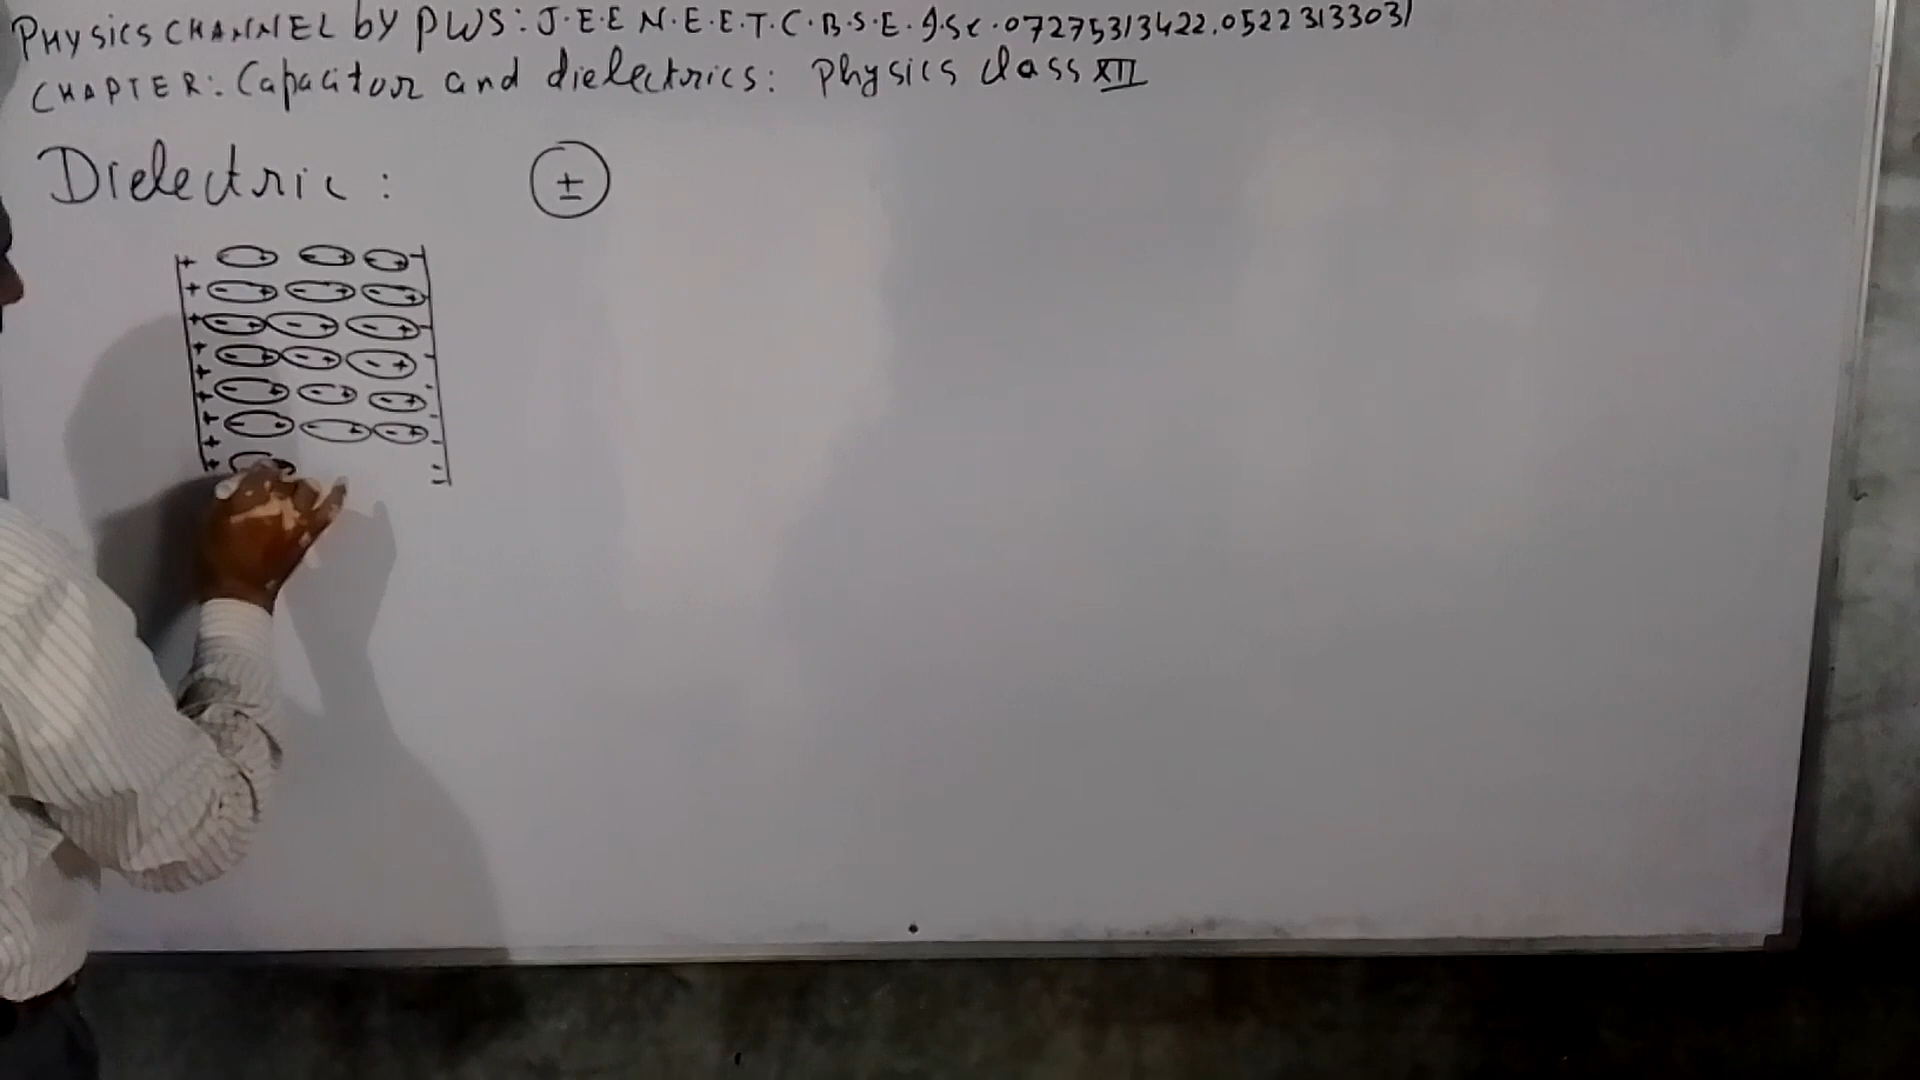 PHYSICS CHANNEL by PWS: J.E.E N.E.E.T.C.B.S.E. I.Sc. 07275313422.05223133031
CHAPTER: Capacitor and dielectrics: Physics class XII
Dielectric:
±